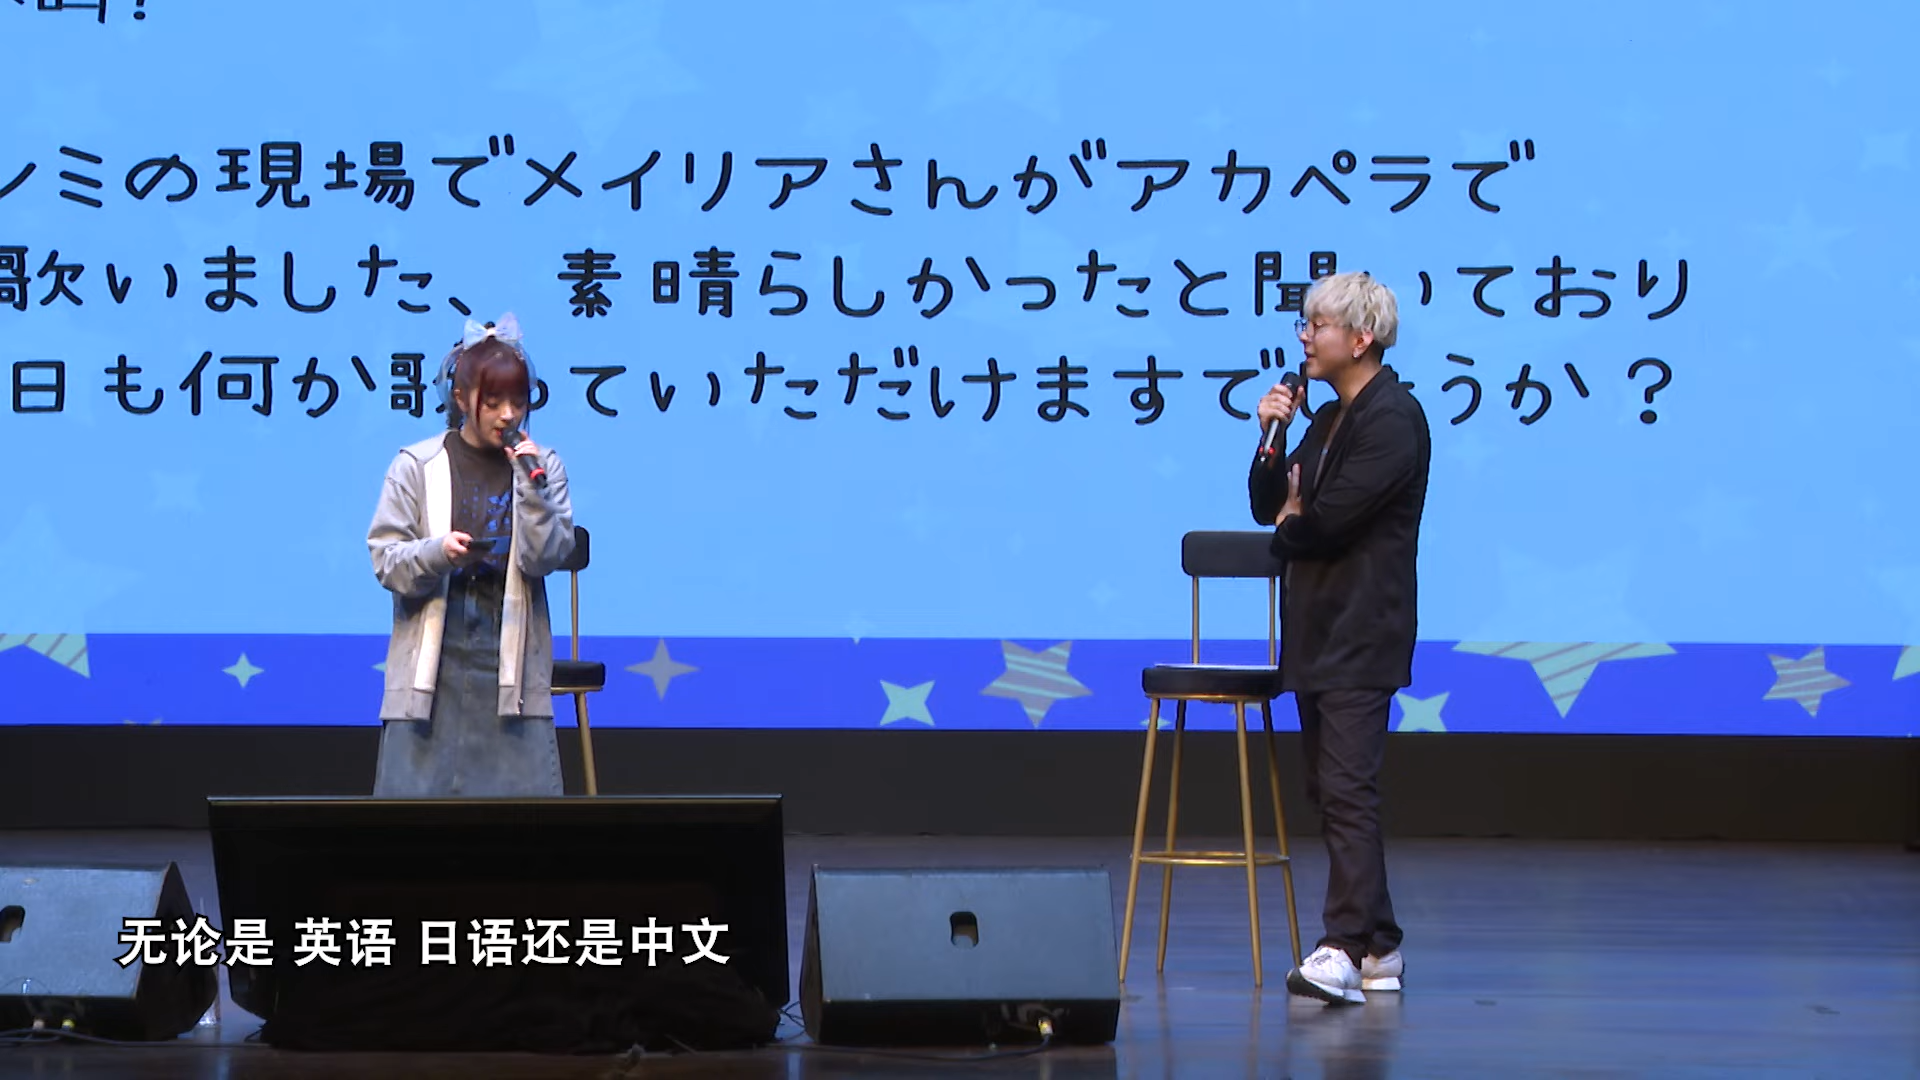 ンミの現場でメイリアさんがアカペラで
歌いました、素晴らしかったと聞いており
日も何か歌っていただけますでしょうか？
无论是 英语 日语还是中文